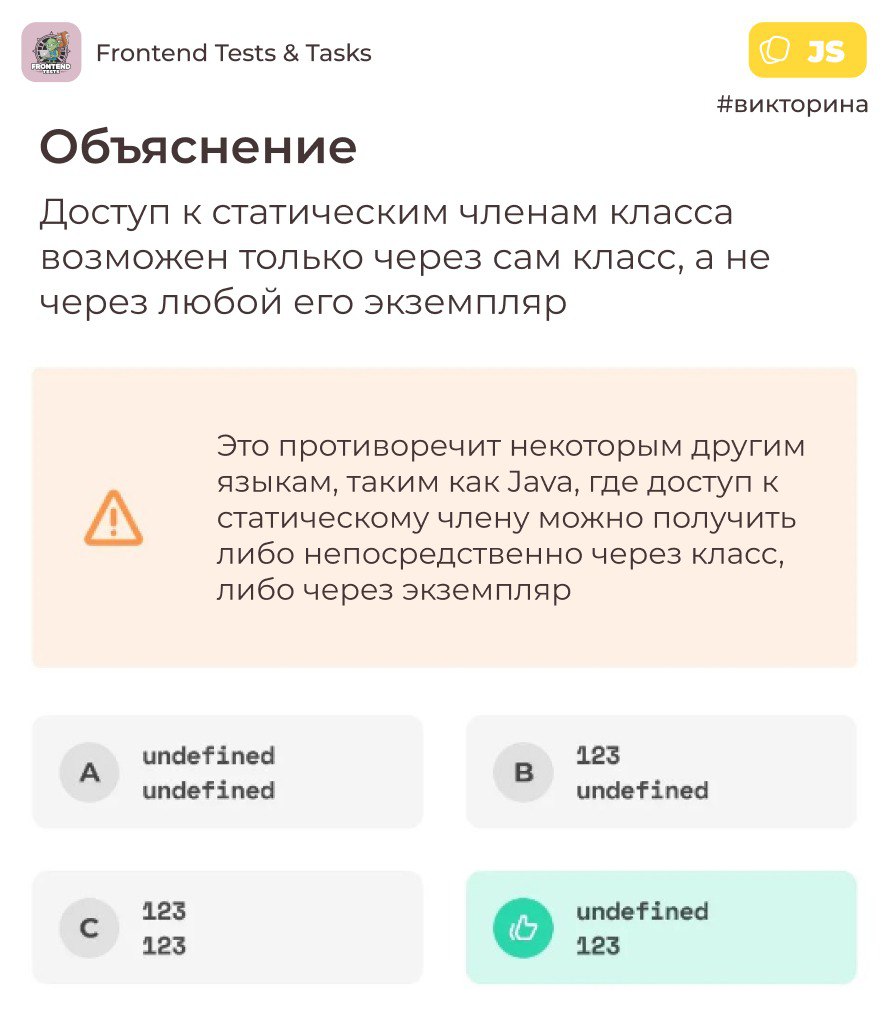 FRONTEND
TESTS
Frontend Tests & Tasks
JS
#викторина
Объяснение
Доступ к статическим членам класса
возможен только через сам класс, а не
через любой его экземпляр
Это противоречит некоторым другим
языкам, таким как Java, где доступ к
статическому члену можно получить
либо непосредственно через класс,
либо через экземпляр
A
undefined
undefined
B
123
undefined
C
123
123
undefined
123